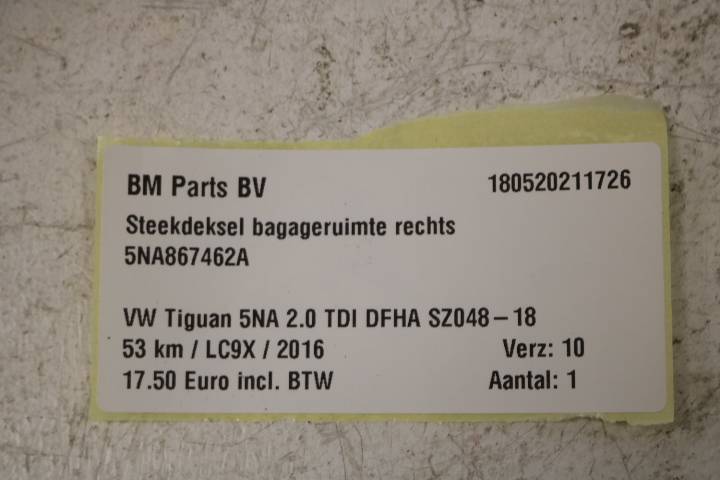 BM Parts BV 180520211726
Steekdeksel bagageruimte rechts
5NA867462A
VW Tiguan 5NA 2.0 TDI DFHA SZ048-18
53 km / LC9X / 2016 Verz: 10
17.50 Euro incl. BTW Aantal: 1